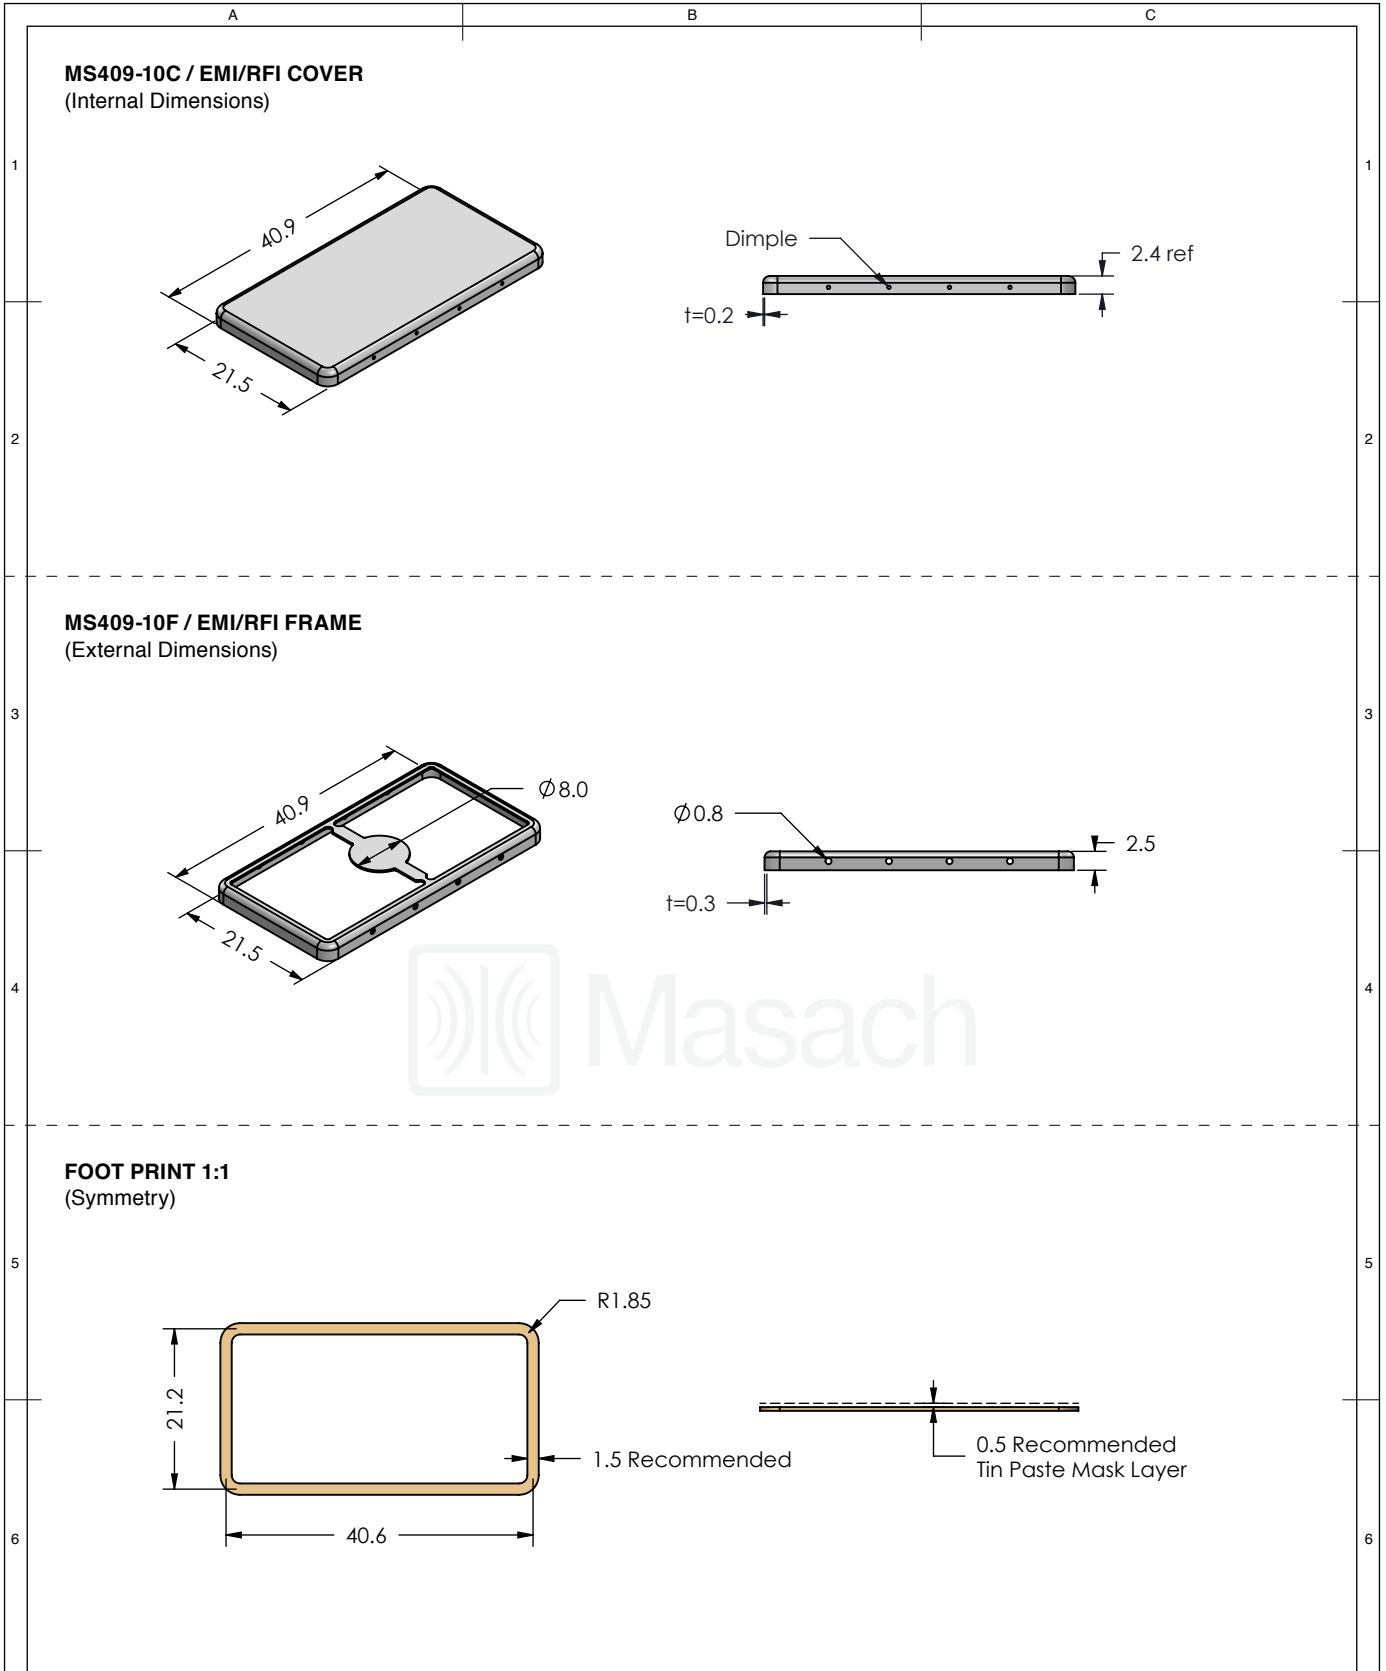 A B C
MS409-10C / EMI/RFI COVER
(Internal Dimensions)
1 1
40.9
21.5
Dimple
2.4 ref
t=0.2
2 2
MS409-10F / EMI/RFI FRAME
(External Dimensions)
3 3
40.9
Ø8.0
21.5
Ø0.8
2.5
t=0.3
Masach
4 4
FOOT PRINT 1:1
(Symmetry)
5 5
R1.85
21.2
1.5 Recommended
40.6
0.5 Recommended
Tin Paste Mask Layer
6 6